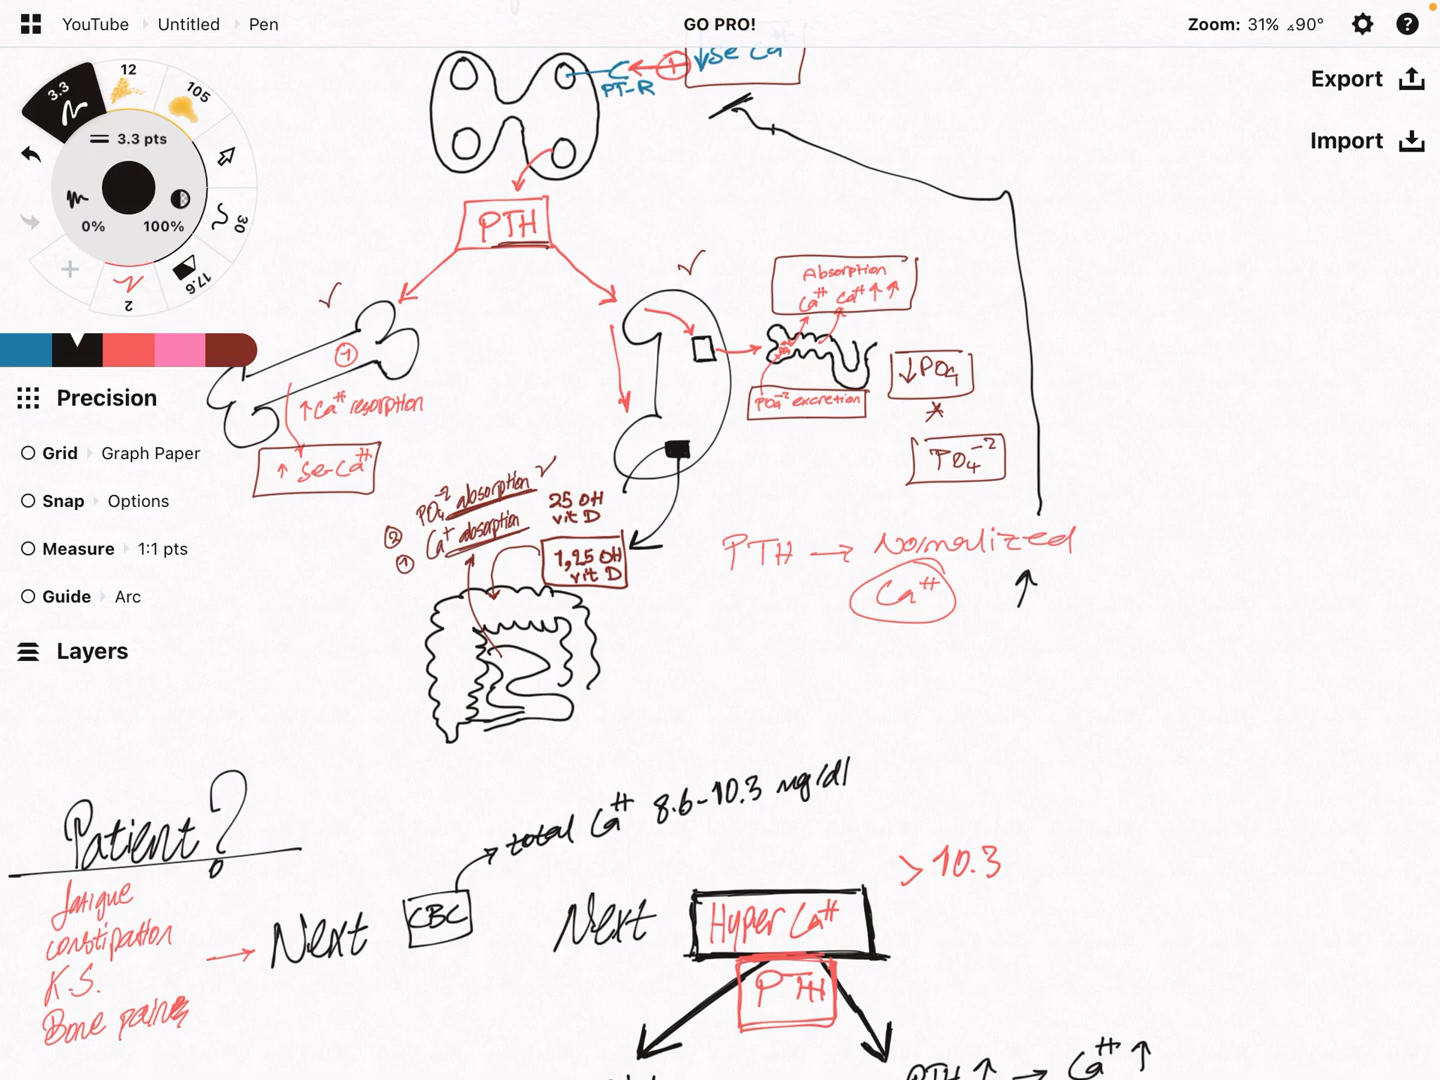 YouTube Untitled Pen
GO PRO!
Zoom: 31% ⊿90°
Export
Import
3.3
12
105
30
17.6
2
3.3 pts
0% 100%
Precision
Grid Graph Paper
Snap Options
Measure 1:1 pts
Guide Arc
Layers
↓Se Ca++
PT-R
PTH
↑Ca++ resorption
↑ Se-Ca++
Absorption
Ca++ Ca++↑↑
PO4-2 excretion
↓PO4
PO4-2
PO4-2 absorption
Ca+ absorption
25 OH
vit D
1,25 OH
vit D
PTH → Normalized
Ca++
Patient?
fatigue
constipation
K.S.
Bone pains
→ Next
CBC
→ total Ca++ 8.6-10.3 mg/dl
Next
Hyper Ca++
> 10.3
PTH
PTH ↑ → Ca++ ↑